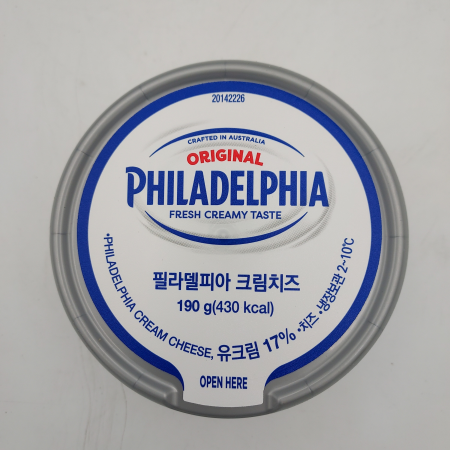 20142226
CRAFTED IN AUSTRALIA
ORIGINAL
PHILADELPHIA
FRESH CREAMY TASTE
필라델피아 크림치즈
190 g(430 kcal)
•PHILADELPHIA CREAM CHEESE, 유크림 17% •치즈 •냉장보관 2~10℃
OPEN HERE